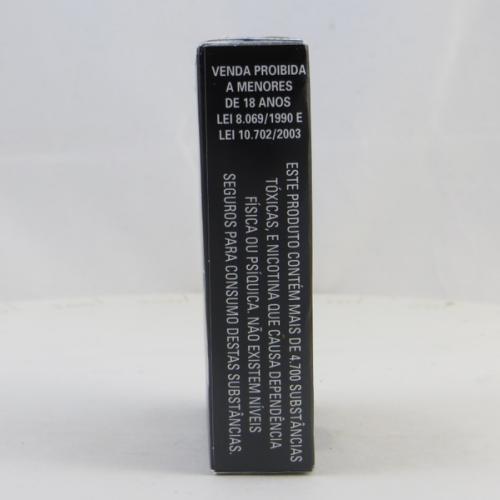 VENDA PROIBIDA
A MENORES
DE 18 ANOS
LEI 8.069/1990 E
LEI 10.702/2003
ESTE PRODUTO CONTÉM MAIS DE 4.700 SUBSTÂNCIAS
TÓXICAS, E NICOTINA QUE CAUSA DEPENDÊNCIA
FÍSICA OU PSÍQUICA. NÃO EXISTEM NÍVEIS
SEGUROS PARA CONSUMO DESTAS SUBSTÂNCIAS.